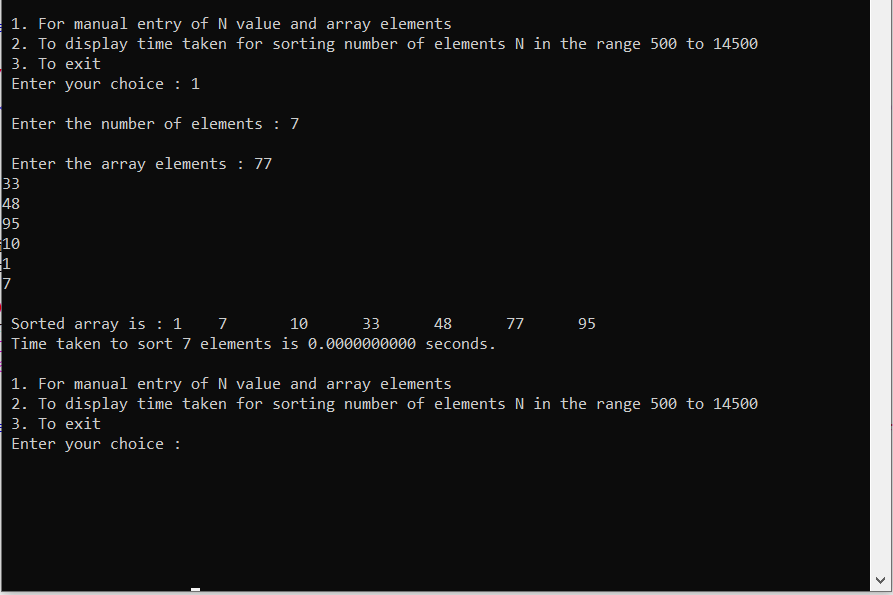 1. For manual entry of N value and array elements
2. To display time taken for sorting number of elements N in the range 500 to 14500
3. To exit
Enter your choice : 1
Enter the number of elements : 7
Enter the array elements : 77
33
48
95
10
1
7
Sorted array is : 1    7       10      33      48      77      95
Time taken to sort 7 elements is 0.0000000000 seconds.
1. For manual entry of N value and array elements
2. To display time taken for sorting number of elements N in the range 500 to 14500
3. To exit
Enter your choice :